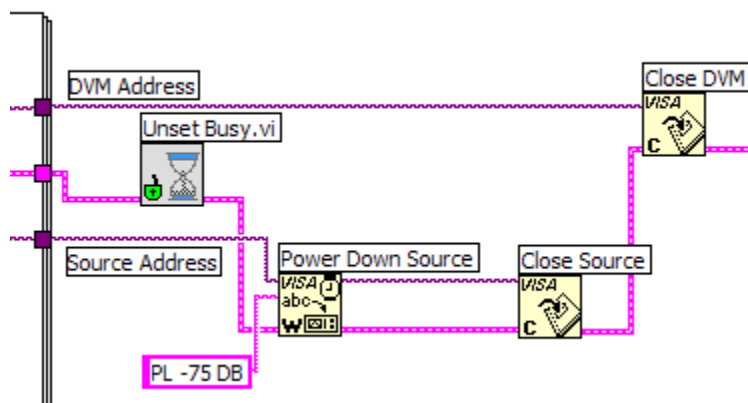 DVM Address
Close DVM
VISA
C
Unset Busy.vi
Source Address
Power Down Source
VISA
abc
W
Close Source
VISA
C
PL -75 DB